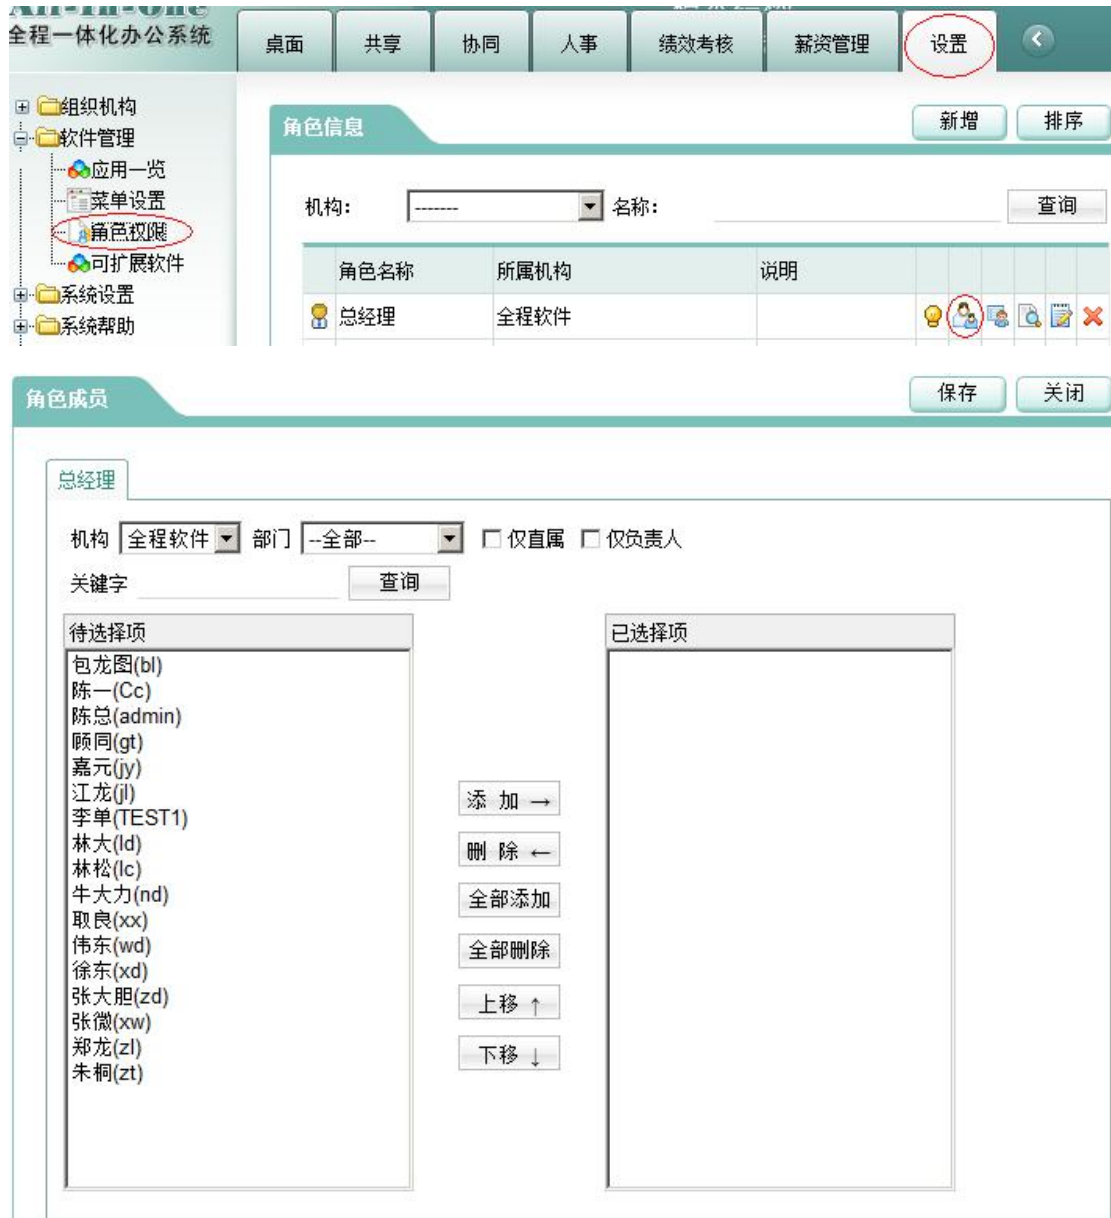 All-In-One
全程一体化办公系统
桌面 共享 协同 人事 绩效考核 薪资管理 设置
组织机构
软件管理
应用一览
菜单设置
角色权限
可扩展软件
系统设置
系统帮助
角色信息 新增 排序
机构: ------- 名称: 查询
角色名称 所属机构 说明
总经理 全程软件
角色成员 保存 关闭
总经理
机构 全程软件 部门 --全部-- 仅直属 仅负责人
关键字 查询
待选择项
包龙图(bl)
陈一(Cc)
陈总(admin)
顾同(gt)
嘉元(jy)
江龙(jl)
李单(TEST1)
林大(ld)
林松(lc)
牛大力(nd)
取良(xx)
伟东(wd)
徐东(xd)
张大胆(zd)
张微(xw)
郑龙(zl)
朱桐(zt)
添 加 →
删 除 ←
全部添加
全部删除
上移 ↑
下移 ↓
已选择项